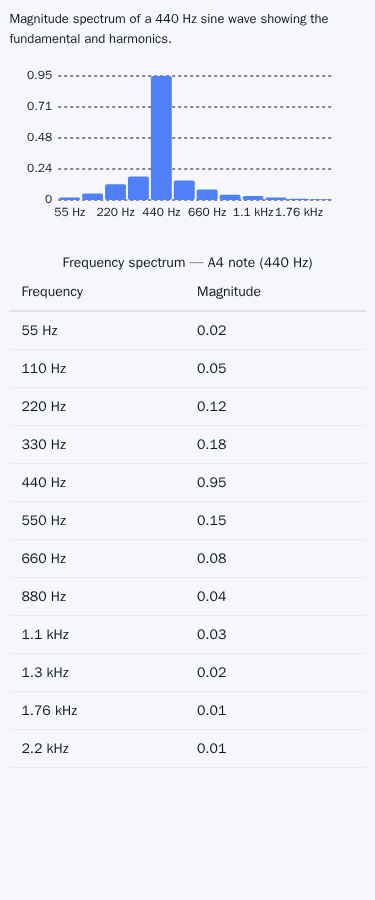 Magnitude spectrum of a 440 Hz sine wave showing the
fundamental and harmonics.
0.95
0.71
0.48
0.24
0
55 Hz 220 Hz 440 Hz 660 Hz 1.1 kHz 1.76 kHz
Frequency spectrum — A4 note (440 Hz)
Frequency Magnitude
55 Hz 0.02
110 Hz 0.05
220 Hz 0.12
330 Hz 0.18
440 Hz 0.95
550 Hz 0.15
660 Hz 0.08
880 Hz 0.04
1.1 kHz 0.03
1.3 kHz 0.02
1.76 kHz 0.01
2.2 kHz 0.01